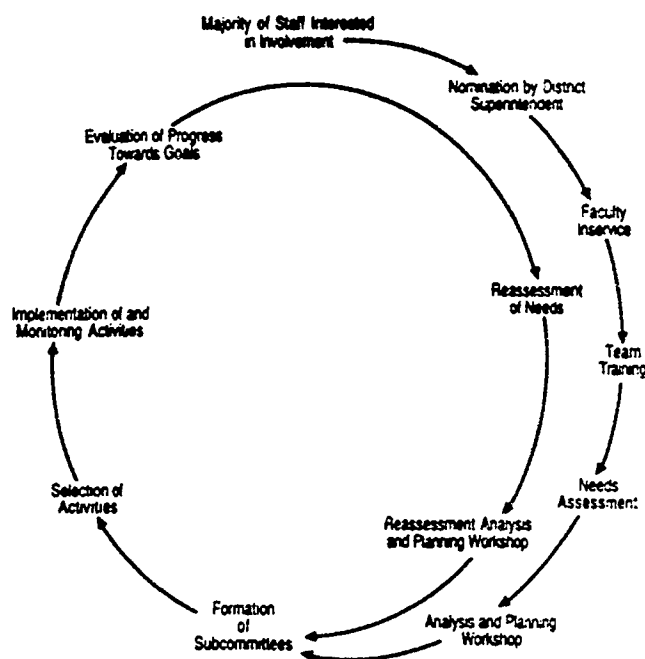 Majority of Staff Interested
in Involvement
Nomination by District
Superintendent
Evaluation of Progress
Towards Goals
Faculty
Inservice
Reassessment
of Needs
Implementation of and
Monitoring Activities
Team
Training
Selection of
Activities
Needs
Assessment
Reassessment Analysis
and Planning Workshop
Formation
of
Subcommittees
Analysis and Planning
Workshop